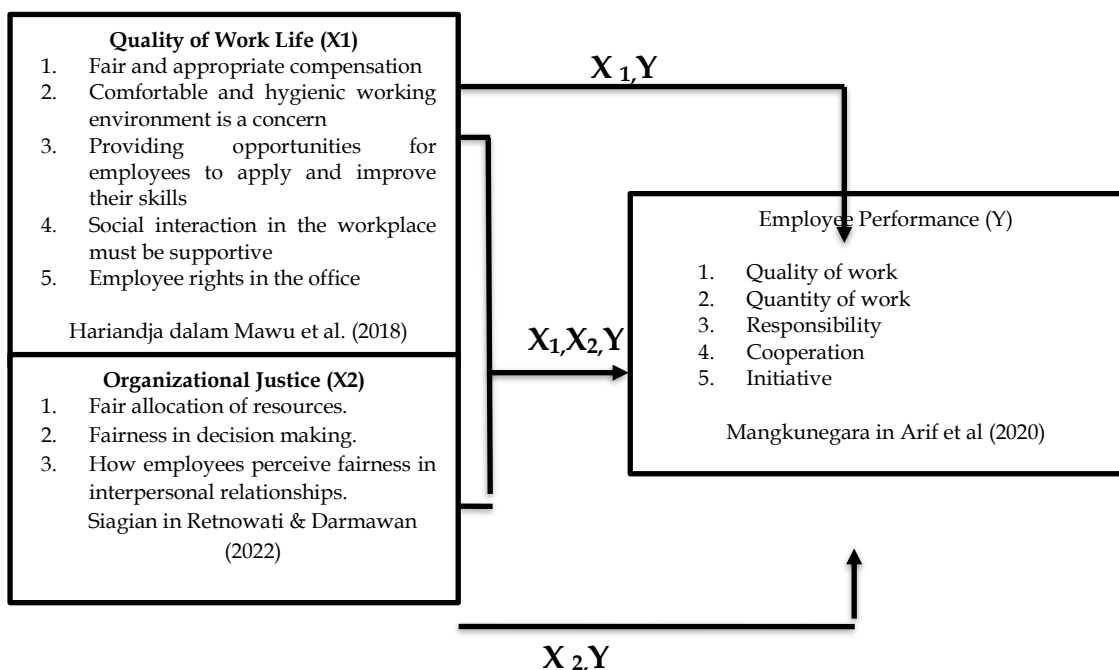 Quality of Work Life (X1)
1. Fair and appropriate compensation
2. Comfortable and hygienic working
environment is a concern
3. Providing opportunities for
employees to apply and improve
their skills
4. Social interaction in the workplace
must be supportive
5. Employee rights in the office
Hariandja dalam Mawu et al. (2018)
Organizational Justice (X2)
1. Fair allocation of resources.
2. Fairness in decision making.
3. How employees perceive fairness in
interpersonal relationships.
Siagian in Retnowati & Darmawan
(2022)
X 1,Y
X1,X2,Y
X 2,Y
Employee Performance (Y)
1. Quality of work
2. Quantity of work
3. Responsibility
4. Cooperation
5. Initiative
Mangkunegara in Arif et al (2020)